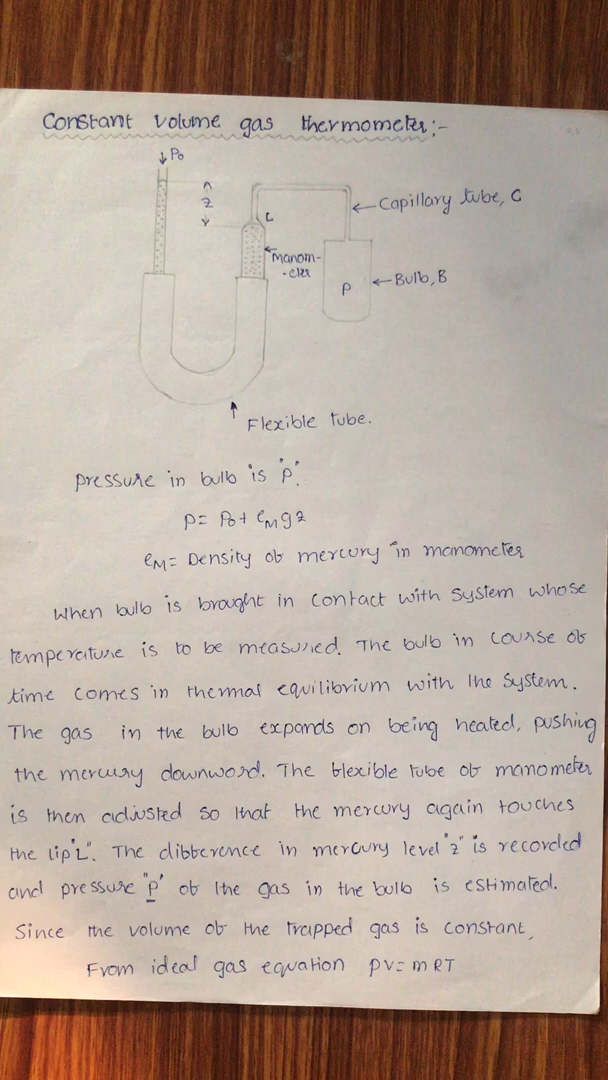 Constant volume gas thermometer:-
↓Po
z
L
←Capillary tube, C
←Manom-
-eter
P
←Bulb,B
Flexible tube.
pressure in bulb is "p".
p= Po+ ρMgz
ρM= Density of mercury in manometer
When bulb is brought in contact with system whose
temperature is to be measured. The bulb in course of
time comes in thermal equilibrium with the system.
The gas in the bulb expands on being heated, pushing
the mercury downword. The flexible tube of manometer
is then adjusted so that the mercury again touches
the lip"L". The difference in mercury level "z" is recorded
and pressure "p" of the gas in the bulb is estimated.
Since the volume of the trapped gas is constant,
From ideal gas equation PV= mRT